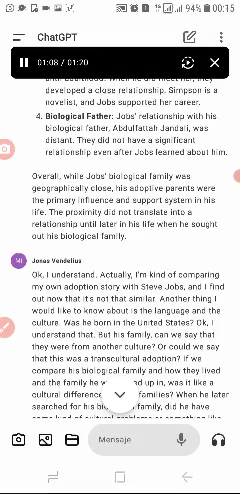 94% 00:15
ChatGPT
01:08 / 01:20
developed a close relationship. Simpson is a
novelist, and Jobs supported her career.
4. Biological Father: Jobs' relationship with his
biological father, Abdulfattah Jandali, was
distant. They did not have a significant
relationship even after Jobs learned about him.
Overall, while Jobs' biological family was
geographically close, his adoptive parents were
the primary influence and support system in his
life. The proximity did not translate into a
relationship until later in his life when he sought
out his biological family.
Jonas Vendelius
Ok, I understand. Actually, I'm kind of comparing
my own adoption story with Steve Jobs, and I find
out now that it's not that similar. Another thing I
would like to know about is the language and the
culture. Was he born in the United States? Ok, I
understand that. But his family, can we say that
they were from another culture? Or could we say
that this was a transcultural adoption? If we
compare his biological family and how they lived
and the family he up in, was it like a
cultural difference families? When he later
searched for his family, did he have
Mensaje